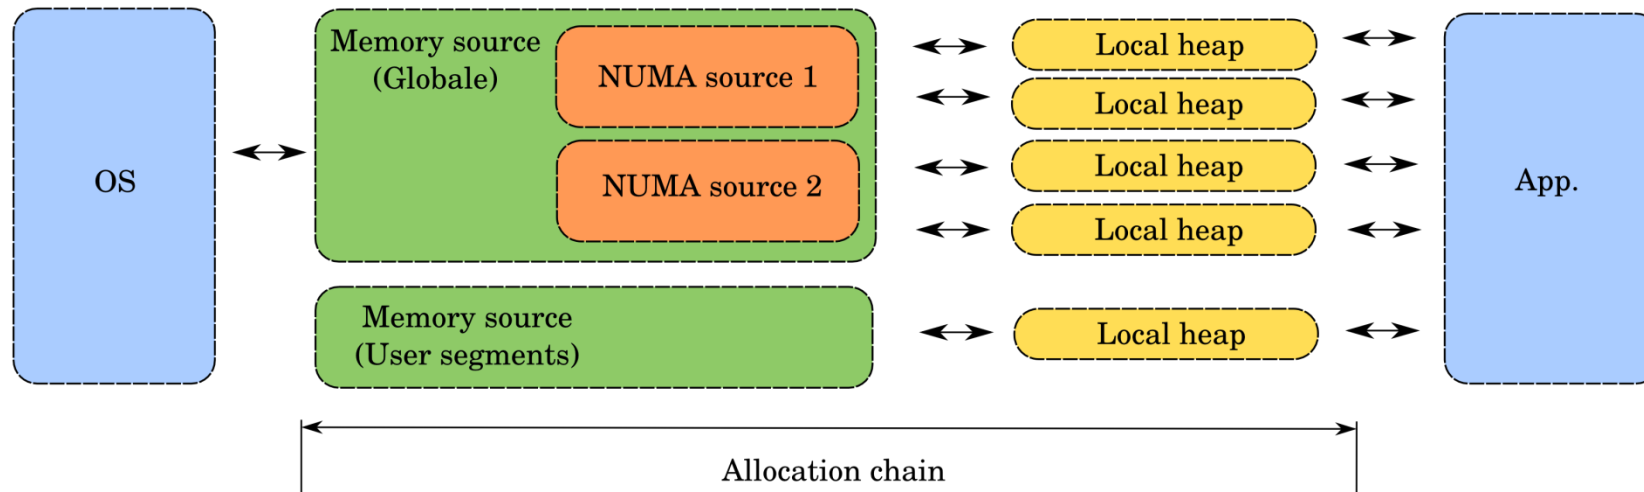 OS
Memory source
(Globale)
NUMA source 1
NUMA source 2
Memory source
(User segments)
Local heap
Local heap
Local heap
Local heap
Local heap
App.
Allocation chain